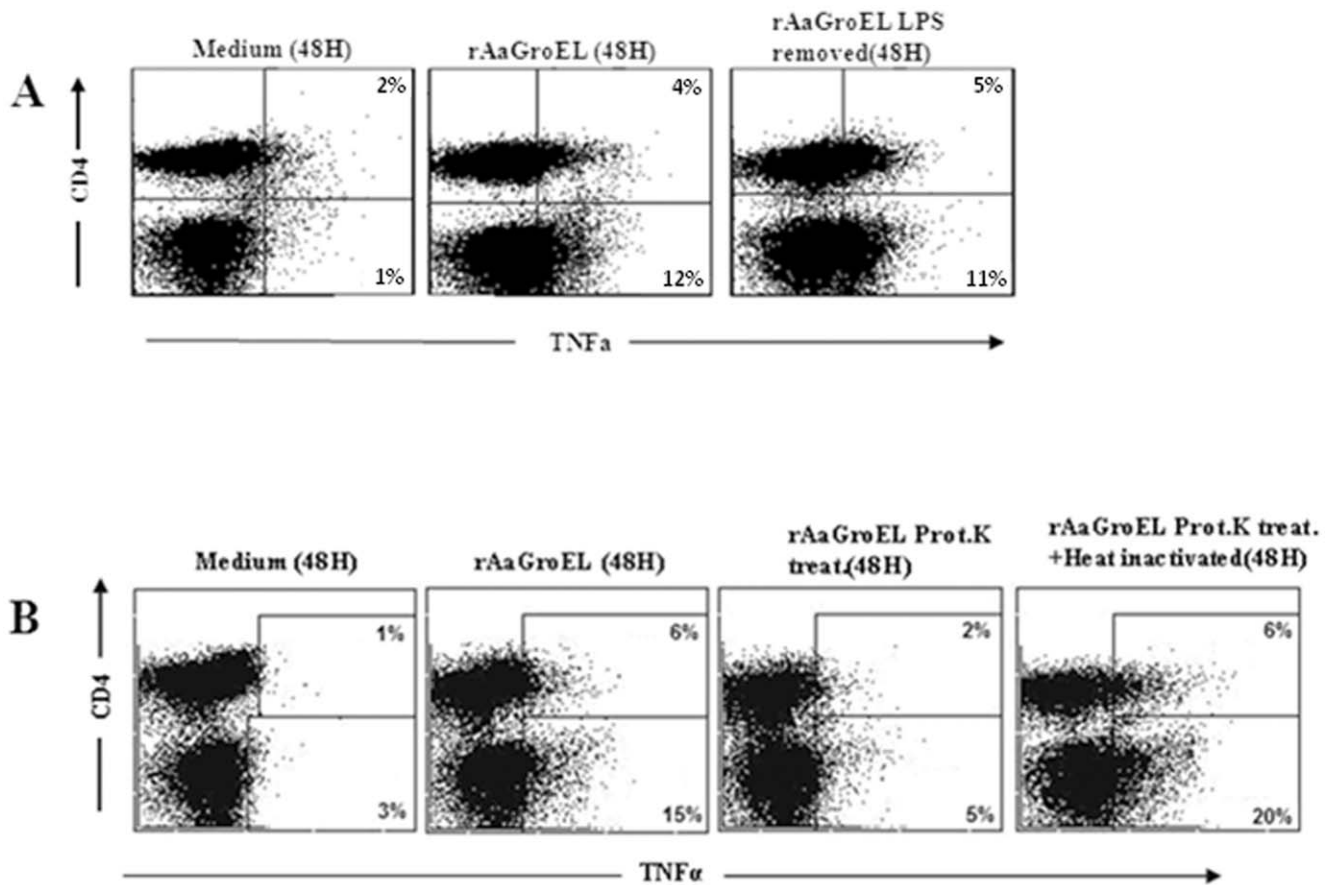 A
Medium (48H)
rAaGroEL (48H)
rAaGroEL LPS
removed(48H)
CD4
2%
1%
4%
12%
5%
11%
TNFa
B
Medium (48H)
rAaGroEL (48H)
rAaGroEL Prot.K
treat.(48H)
rAaGroEL Prot.K treat.
+Heat inactivated(48H)
CD4
1%
3%
6%
15%
2%
5%
6%
20%
TNFα